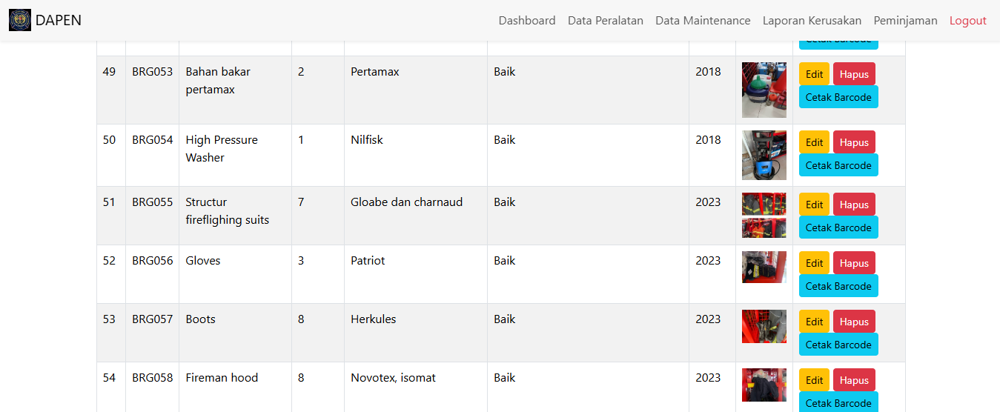 DAPEN Dashboard Data Peralatan Data Maintenance Laporan Kerusakan Peminjaman Logout
Cetak Barcode
49 BRG053 Bahan bakar 2 Pertamax Baik 2018 Edit Hapus
pertamax Cetak Barcode
50 BRG054 High Pressure 1 Nilfisk Baik 2018 Edit Hapus
Washer Cetak Barcode
51 BRG055 Structur 7 Gloabe dan charnaud Baik 2023 Edit Hapus
fireflighing suits Cetak Barcode
52 BRG056 Gloves 3 Patriot Baik 2023 Edit Hapus
Cetak Barcode
53 BRG057 Boots 8 Herkules Baik 2023 Edit Hapus
Cetak Barcode
54 BRG058 Fireman hood 8 Novotex, isomat Baik 2023 Edit Hapus
Cetak Barcode